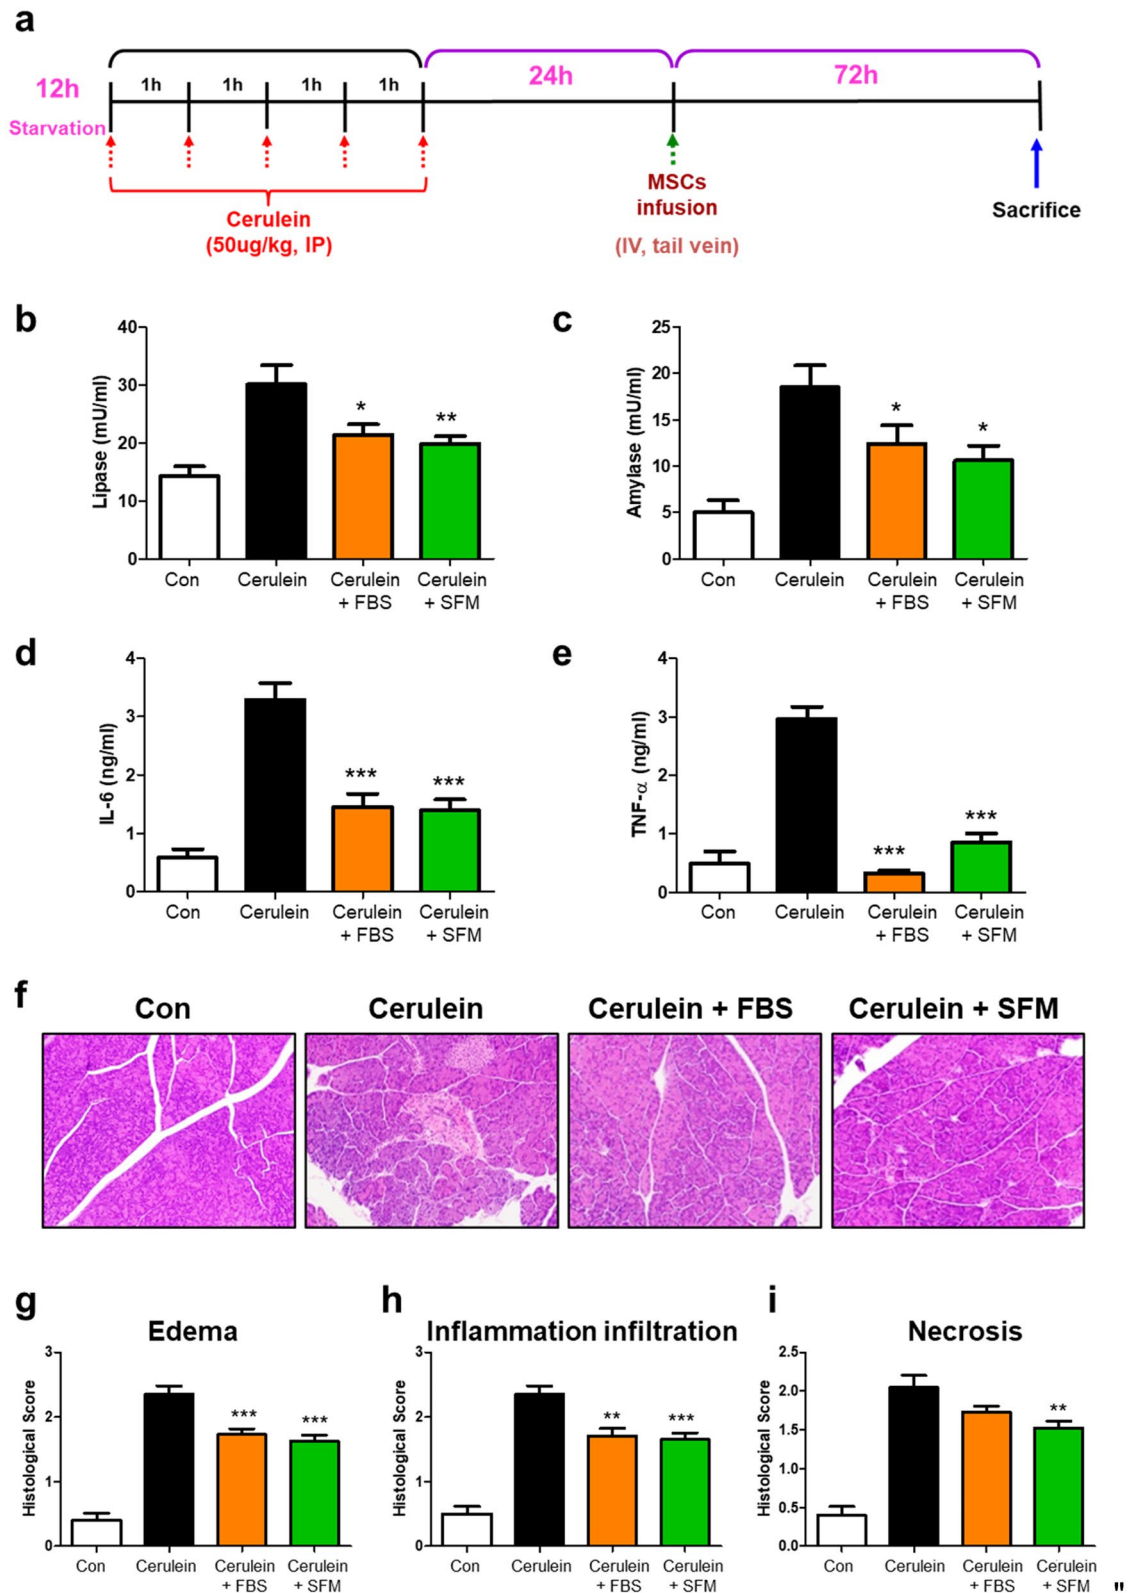 a
12h
Starvation
1h 1h 1h 1h
24h
72h
Cerulein
(50ug/kg, IP)
MSCs
infusion
(IV, tail vein)
Sacrifice
b
Lipase (mU/ml)
40
30
20
10
0
*
**
Con Cerulein Cerulein Cerulein
+ FBS + SFM
c
Amylase (mU/ml)
25
20
15
10
5
0
*
*
Con Cerulein Cerulein Cerulein
+ FBS + SFM
d
IL-6 (ng/ml)
4
3
2
1
0
***
***
Con Cerulein Cerulein Cerulein
+ FBS + SFM
e
TNF-α (ng/ml)
4
3
2
1
0
***
***
Con Cerulein Cerulein Cerulein
+ FBS + SFM
f
Con Cerulein Cerulein + FBS Cerulein + SFM
g
Edema
Histological Score
3
2
1
0
***
***
Con Cerulein Cerulein Cerulein
+ FBS + SFM
h
Inflammation infiltration
Histological Score
3
2
1
0
**
***
Con Cerulein Cerulein Cerulein
+ FBS + SFM
i
Necrosis
Histological Score
2.5
2.0
1.5
1.0
0.5
0.0
**
Con Cerulein Cerulein Cerulein
+ FBS + SFM
"